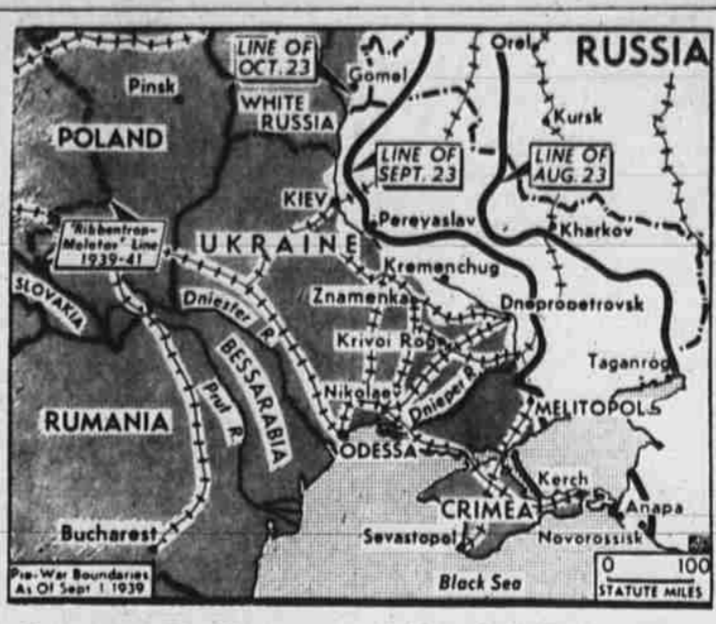 LINE OF
OCT. 23
Orel
RUSSIA
Gomel
Pinsk
WHITE
RUSSIA
Kursk
POLAND
LINE OF
SEPT. 23
LINE OF
AUG. 23
KIEV
Pereyaslav
Kharkov
"Ribbentrop-
Molotov" Line
1939-41
UKRAINE
Kremenchug
SLOVAKIA
Dniester R.
Znamenka
Dnepropetrovsk
BESSARABIA
Krivoi Rog
Taganrog
Prut R.
Nikolaev
Dnieper R.
MELITOPOL
RUMANIA
ODESSA
Kerch
CRIMEA
Anapa
Bucharest
Sevastopol
Novorossisk
Pre-War Boundaries
As Of Sept 1 1939
Black Sea
0 100
STATUTE MILES